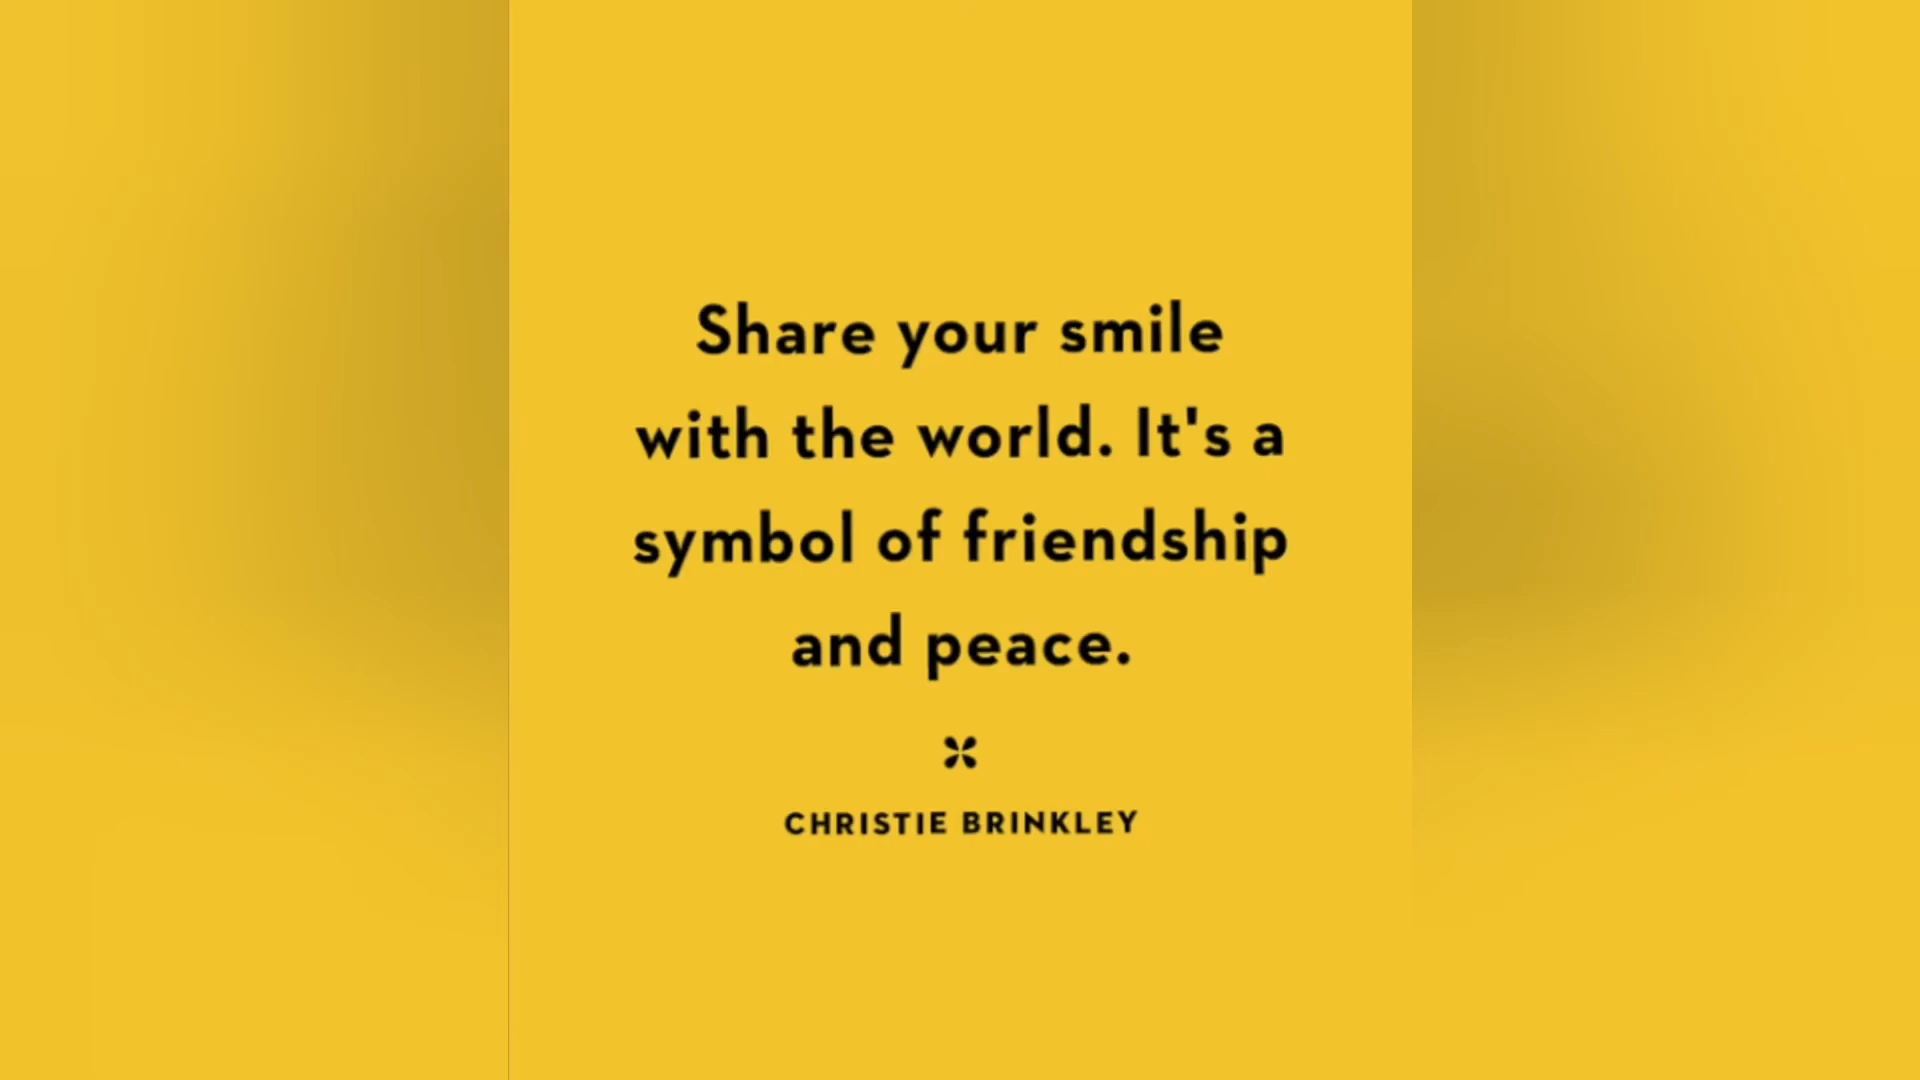 Share your smile
with the world. It's a
symbol of friendship
and peace.
CHRISTIE BRINKLEY